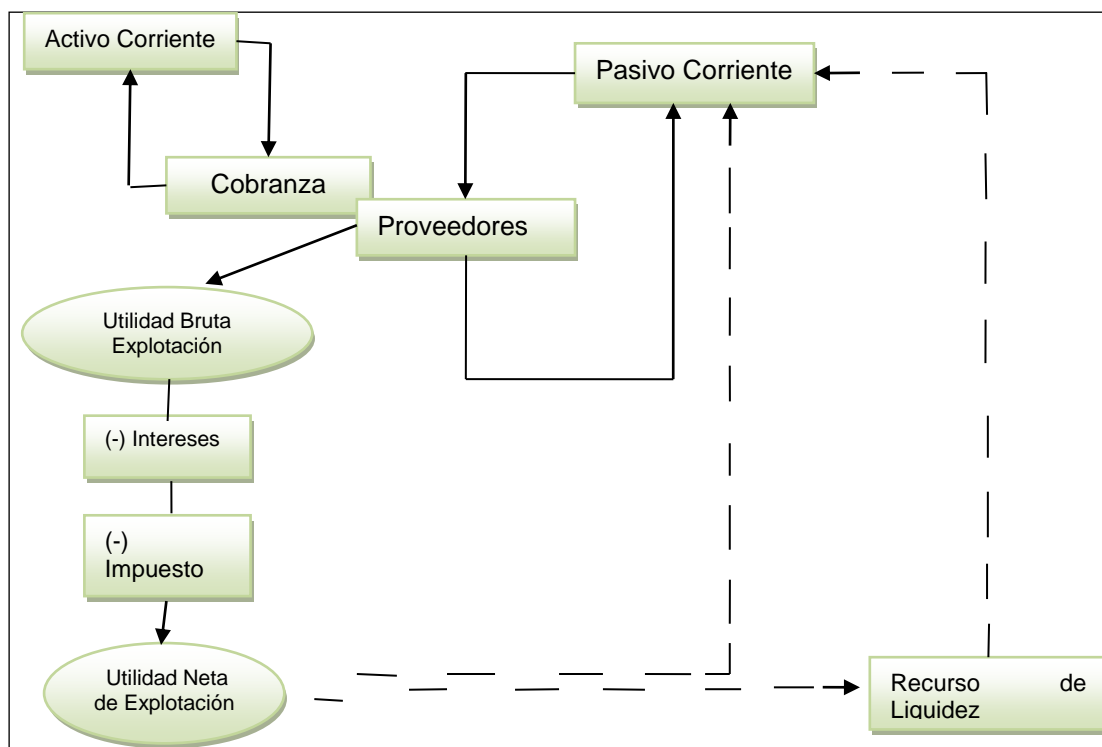 Activo Corriente
Pasivo Corriente
Cobranza
Proveedores
Utilidad Bruta
Explotación
(-) Intereses
(-)
Impuesto
Utilidad Neta
de Explotación
Recurso de
Liquidez